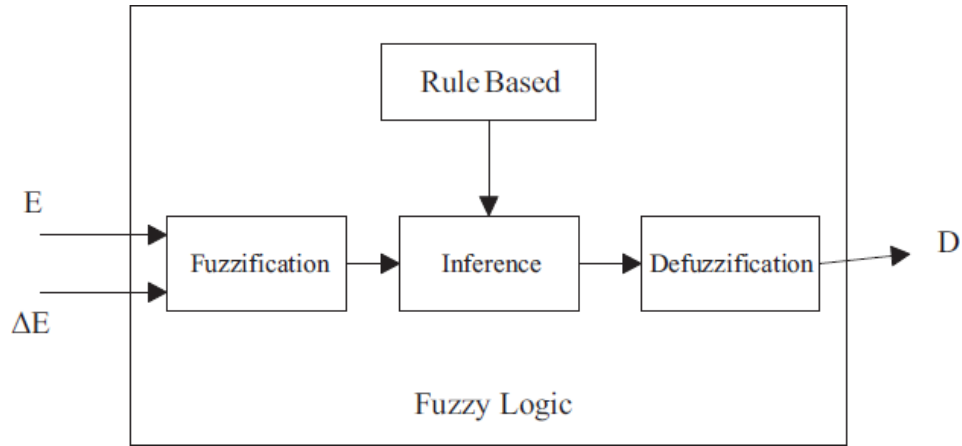 Rule Based
E
Fuzzification
Inference
Defuzzification
D
ΔE
Fuzzy Logic